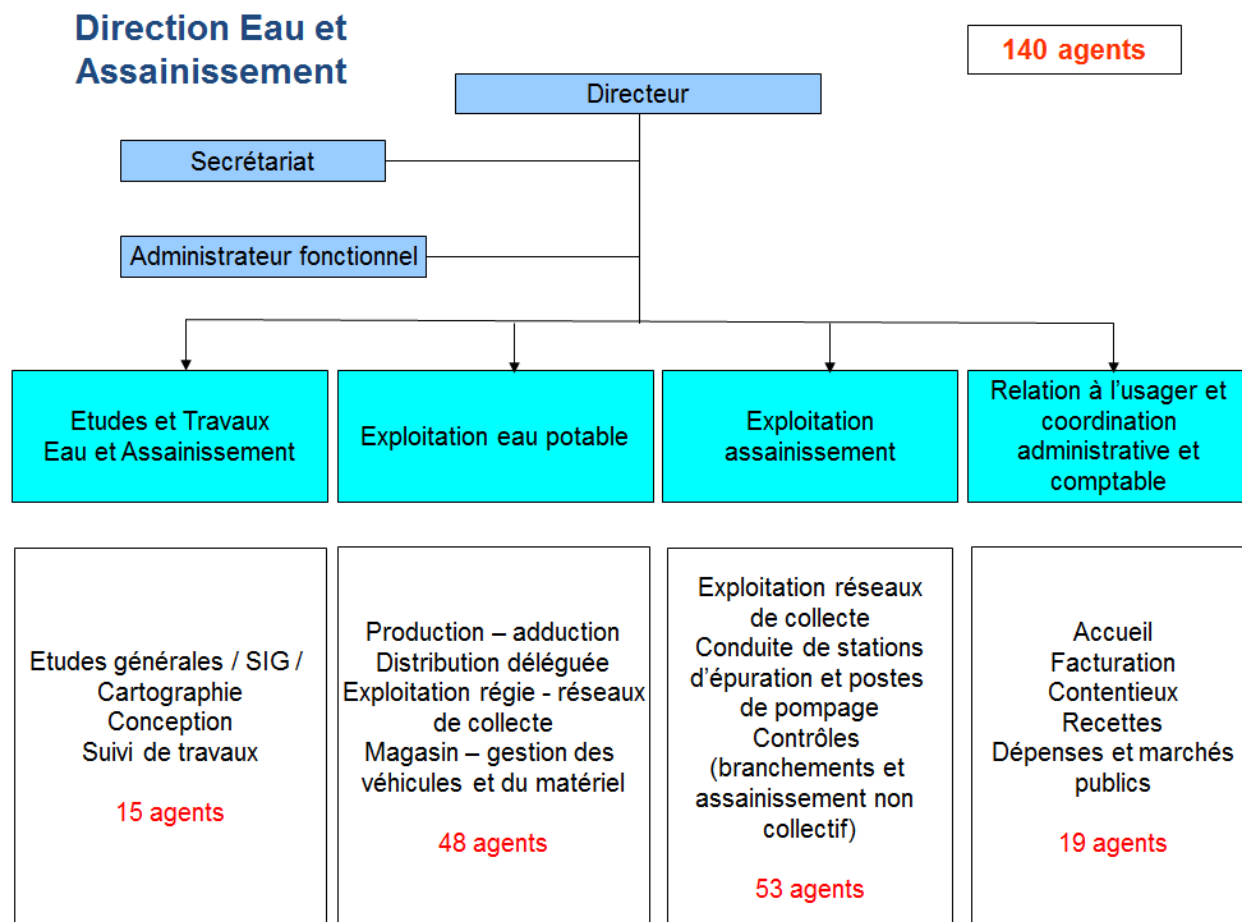 Direction Eau et
Assainissement
140 agents
Directeur
Secrétariat
Administrateur fonctionnel
Etudes et Travaux
Eau et Assainissement
Exploitation eau potable
Exploitation
assainissement
Relation à l'usager et
coordination
administrative et
comptable
Etudes générales / SIG /
Cartographie
Conception
Suivi de travaux
15 agents
Production – adduction
Distribution déléguée
Exploitation régie - réseaux
de collecte
Magasin – gestion des
véhicules et du matériel
48 agents
Exploitation réseaux
de collecte
Conduite de stations
d'épuration et postes
de pompage
Contrôles
(branchements et
assainissement non
collectif)
53 agents
Accueil
Facturation
Contentieux
Recettes
Dépenses et marchés
publics
19 agents